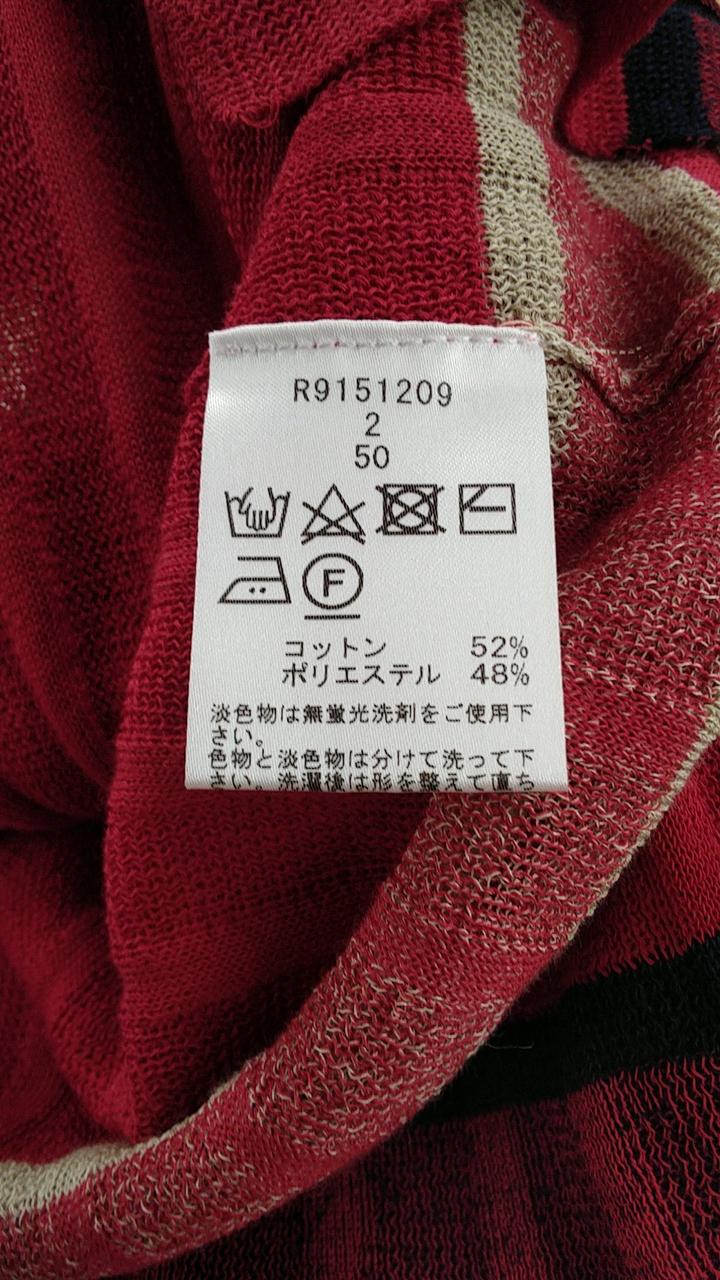 R9151209
2
50
F
コットン 52%
ポリエステル 48%
淡色物は無蛍光洗剤をご使用下
さい。
色物と淡色物は分けて洗って下
さい。洗濯後は形を整えて直ち